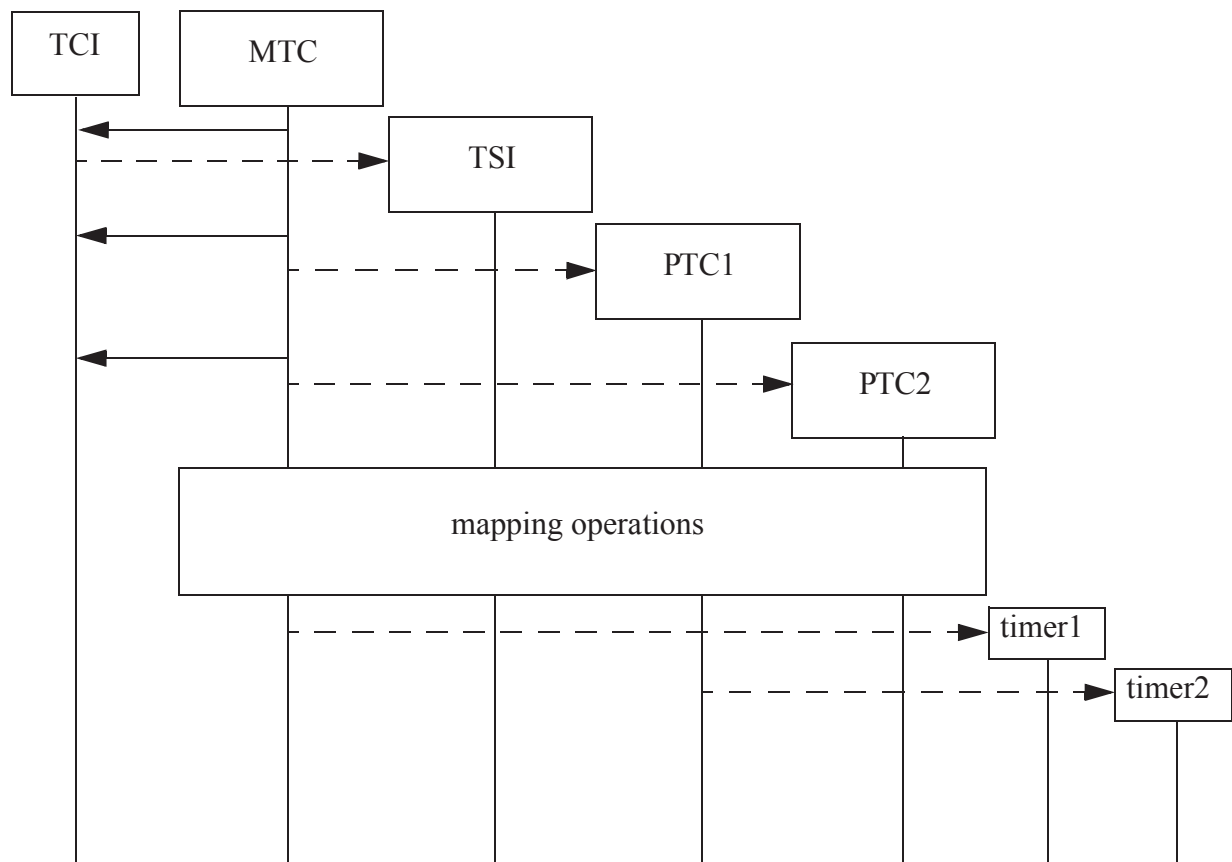 TCI
MTC
TSI
PTC1
PTC2
mapping operations
timer1
timer2